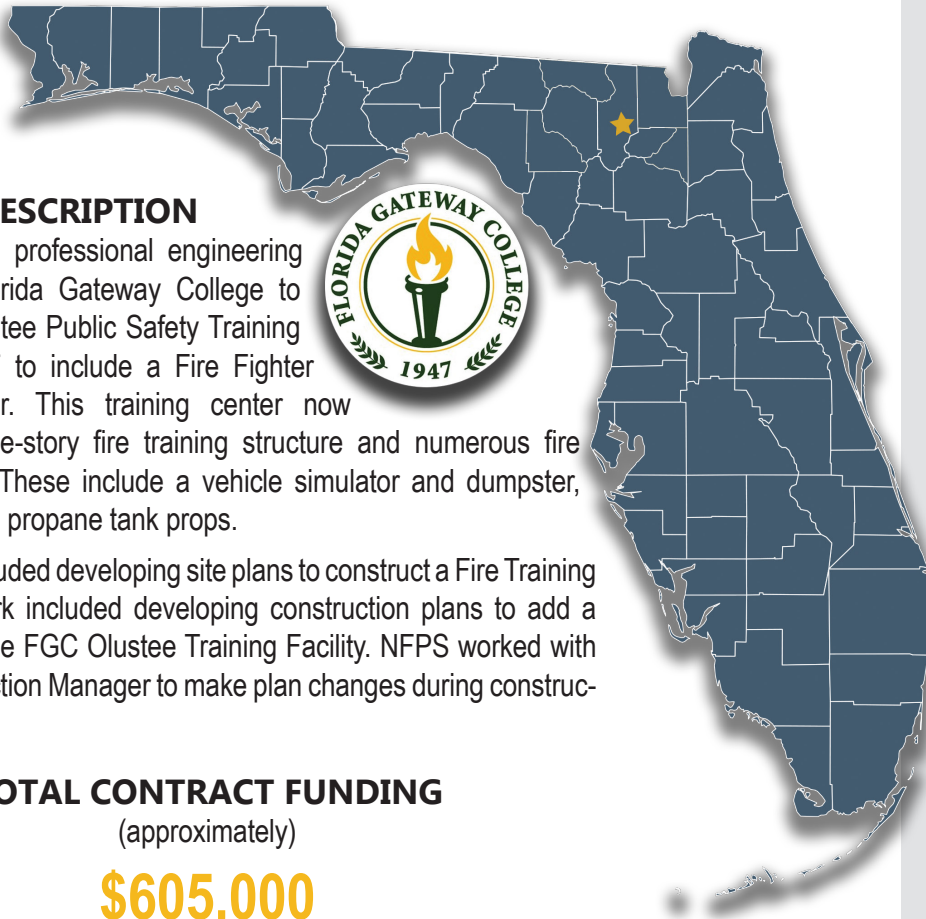 ESCRIPTION
professional engineering
rida Gateway College to
tee Public Safety Training
to include a Fire Fighter
r. This training center now
e-story fire training structure and numerous fire
These include a vehicle simulator and dumpster,
propane tank props.
uded developing site plans to construct a Fire Training
rk included developing construction plans to add a
e FGC Olustee Training Facility. NFPS worked with
ction Manager to make plan changes during construc-
OTAL CONTRACT FUNDING
(approximately)
$605,000
FLORIDA GATEWAY COLLEGE
1947